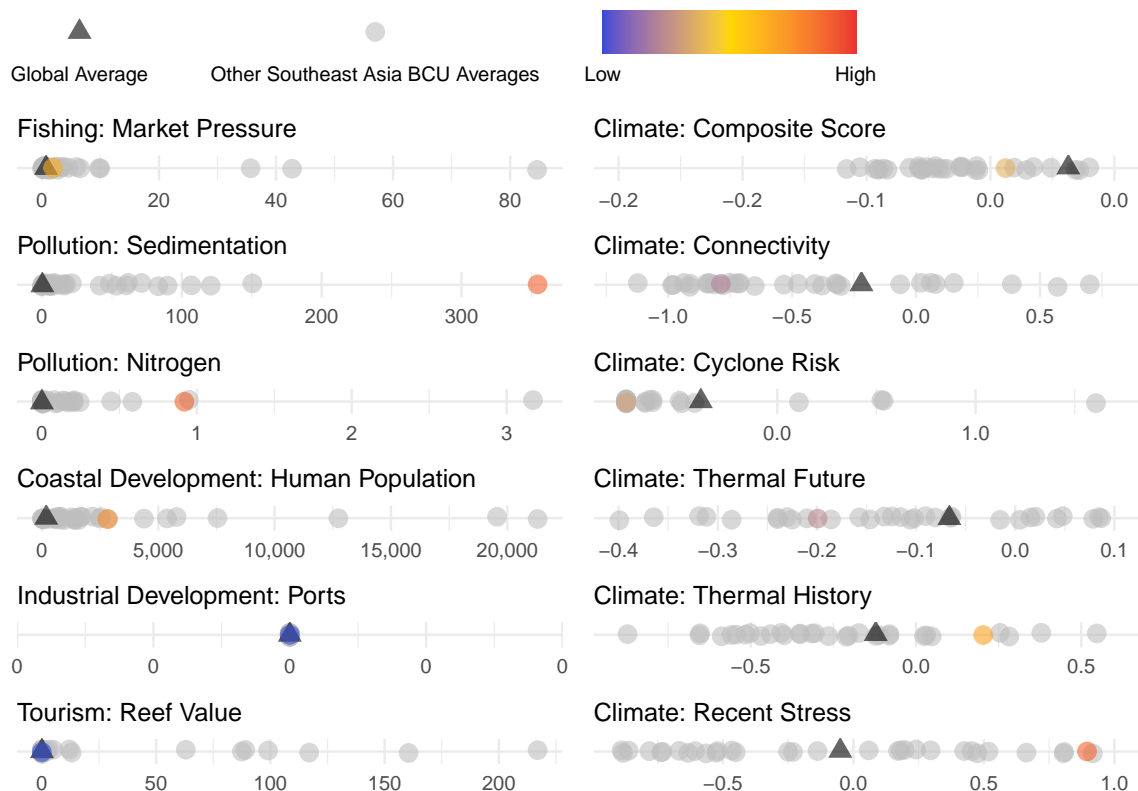 Global Average
Other Southeast Asia BCU Averages
Low
High
Fishing: Market Pressure
0 20 40 60 80
Pollution: Sedimentation
0 100 200 300
Pollution: Nitrogen
0 1 2 3
Coastal Development: Human Population
0 5,000 10,000 15,000 20,000
Industrial Development: Ports
0 0 0 0 0
Tourism: Reef Value
0 50 100 150 200
Climate: Composite Score
−0.2 −0.2 −0.1 0.0 0.0
Climate: Connectivity
−1.0 −0.5 0.0 0.5
Climate: Cyclone Risk
0.0 1.0
Climate: Thermal Future
−0.4 −0.3 −0.2 −0.1 0.0 0.1
Climate: Thermal History
−0.5 0.0 0.5
Climate: Recent Stress
−0.5 0.0 0.5 1.0